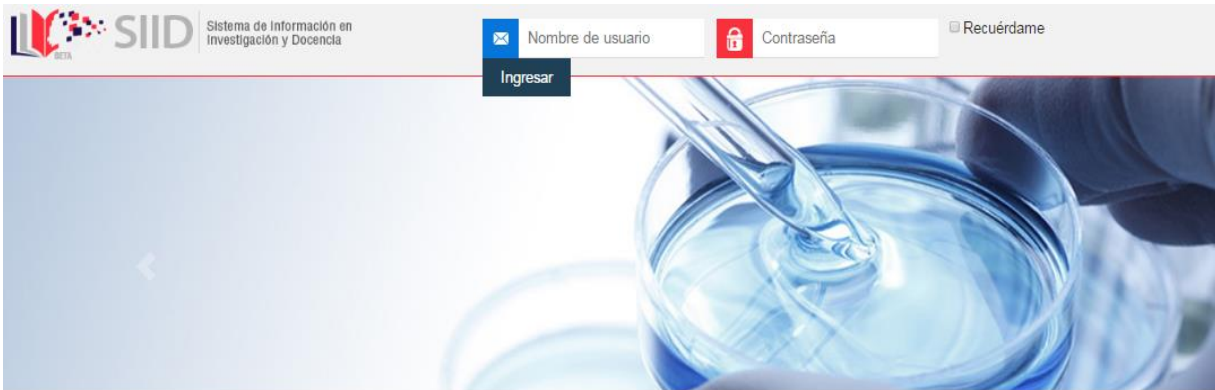 SIID
Sistema de Información en
Investigación y Docencia
BETA
Nombre de usuario
Contraseña
Recuérdame
Ingresar